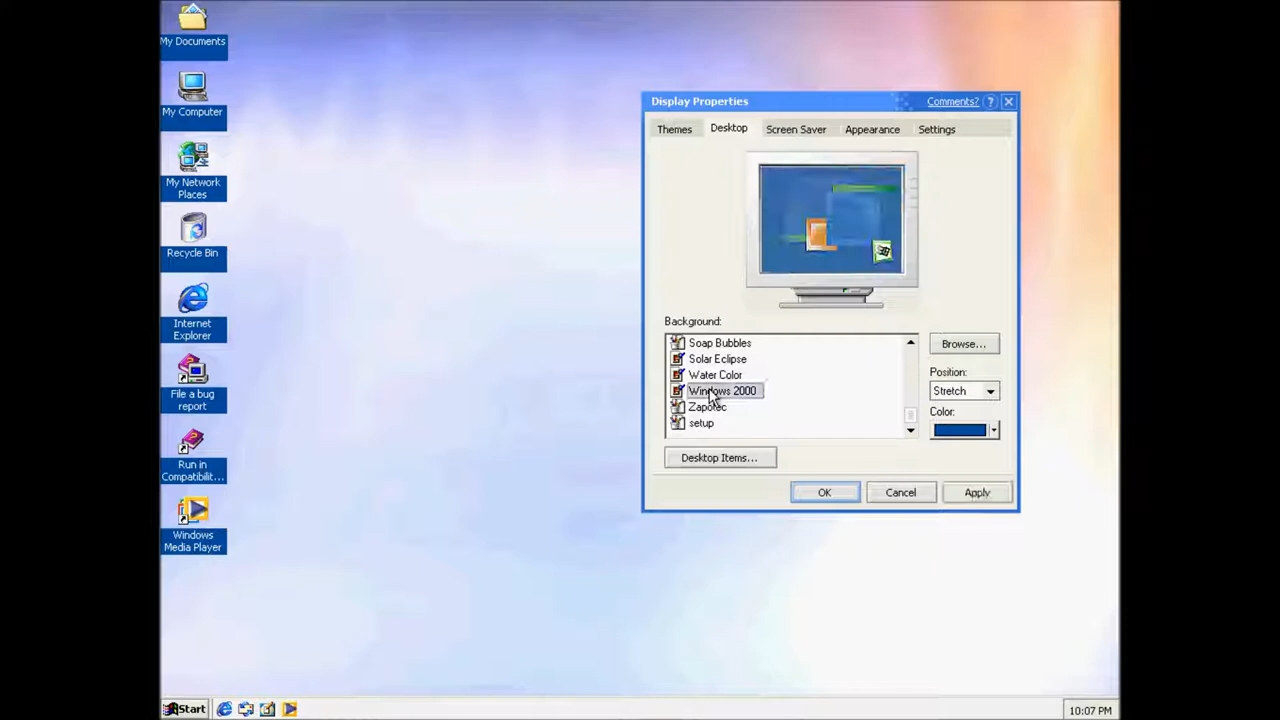 My Documents
My Computer
My Network
Places
Recycle Bin
Internet
Explorer
File a bug
report
Run in
Compatibilit...
Windows
Media Player
Display Properties
Comments?
Themes
Desktop
Screen Saver
Appearance
Settings
Background:
Soap Bubbles
Solar Eclipse
Water Color
Windows 2000
Zapotec
setup
Browse...
Position:
Stretch
Color:
Desktop Items...
OK
Cancel
Apply
Start
10:07 PM